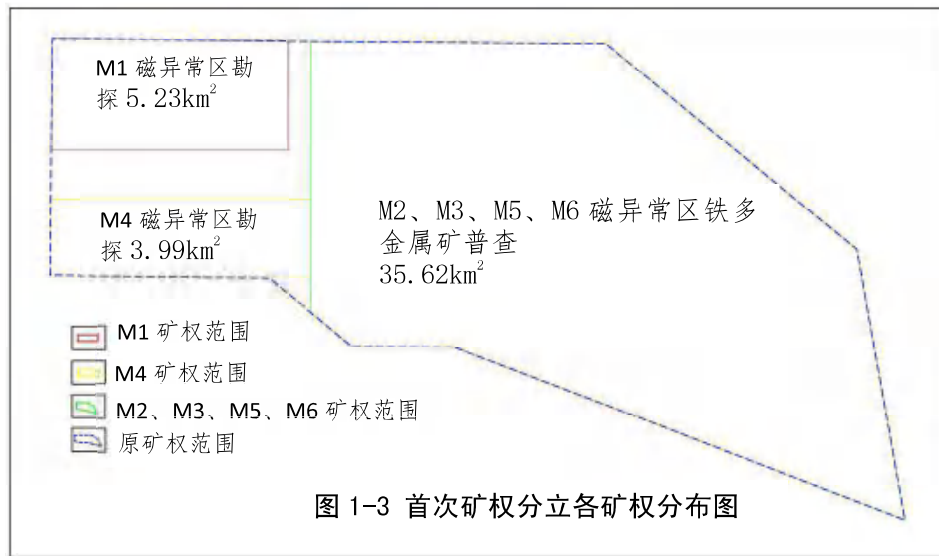 M1 磁异常区勘
探 5.23km²
M4 磁异常区勘
探 3.99km²
M2、M3、M5、M6 磁异常区铁多
金属矿普查
35.62km²
M1 矿权范围
M4 矿权范围
M2、M3、M5、M6 矿权范围
原矿权范围
图 1-3 首次矿权分立各矿权分布图